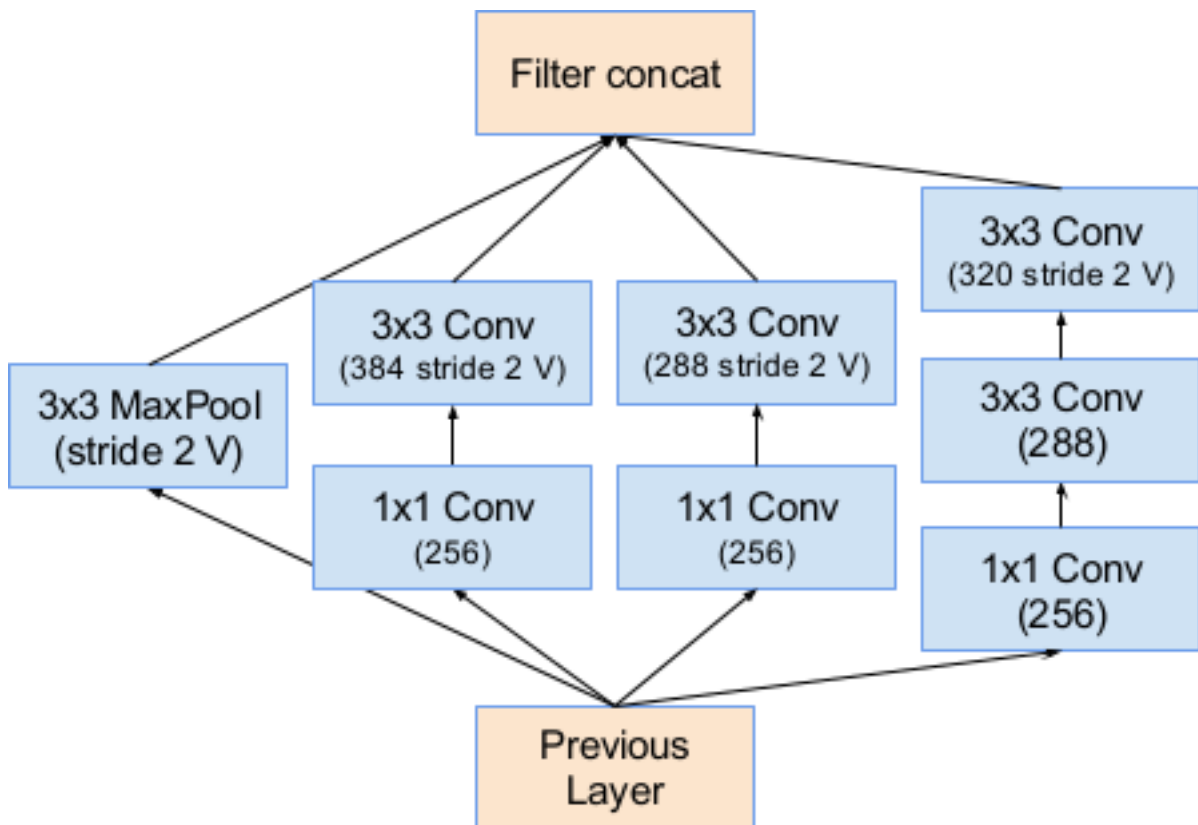 Filter concat
3x3 Conv
(320 stride 2 V)
3x3 Conv
(384 stride 2 V)
3x3 Conv
(288 stride 2 V)
3x3 MaxPool
(stride 2 V)
3x3 Conv
(288)
1x1 Conv
(256)
1x1 Conv
(256)
1x1 Conv
(256)
Previous
Layer